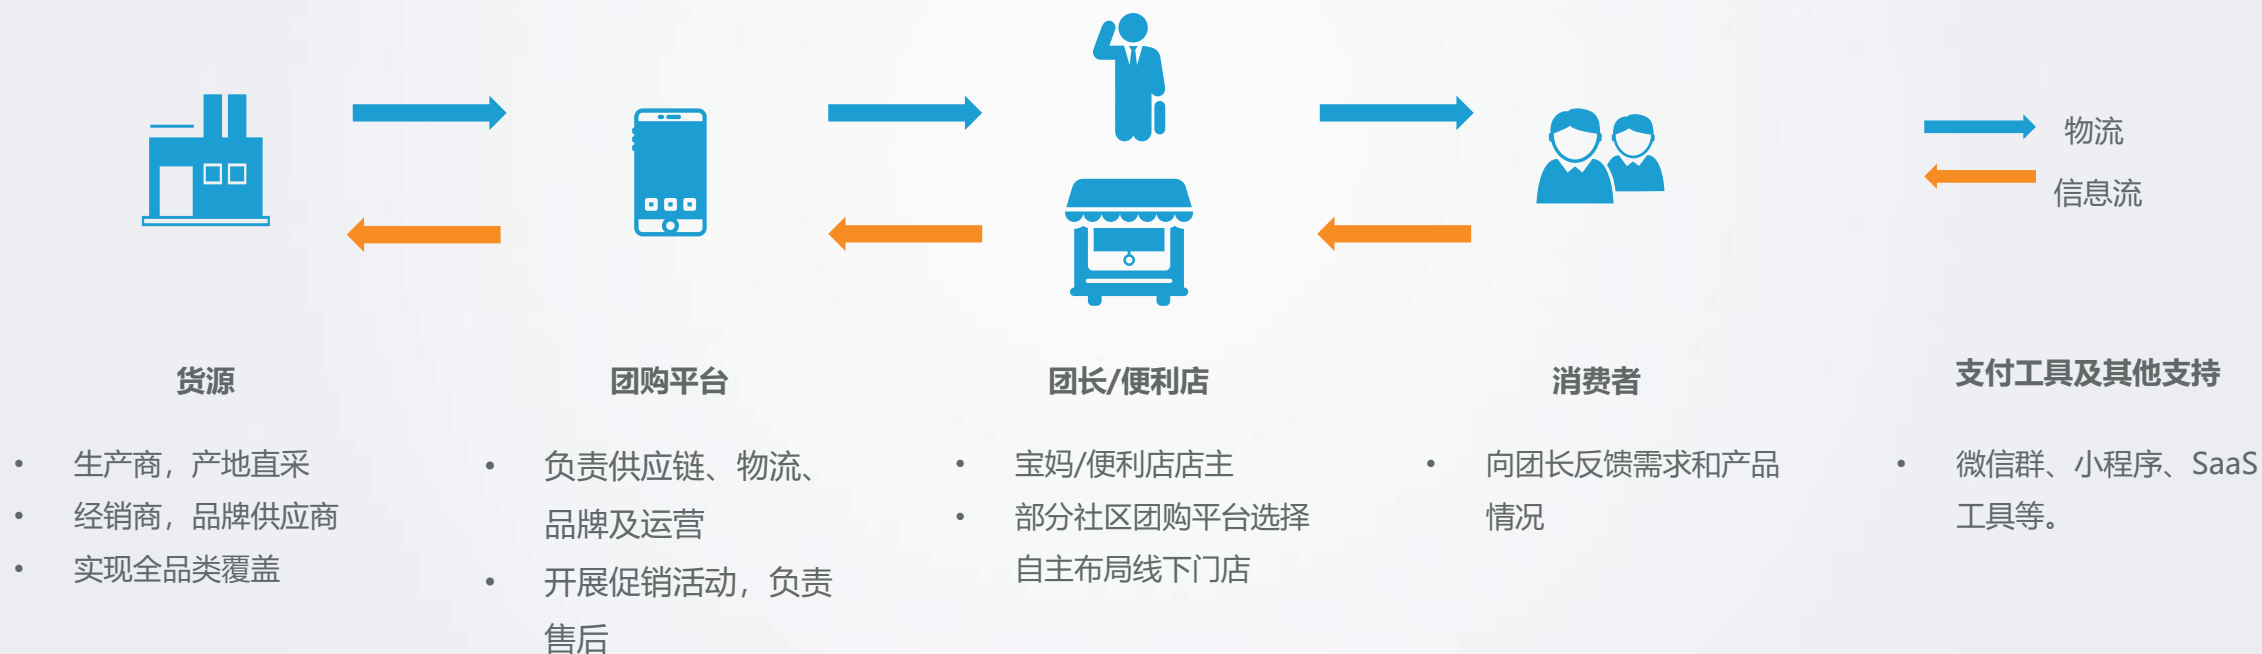 物流
信息流
货源
团购平台
团长/便利店
消费者
支付工具及其他支持
• 生产商，产地直采
• 经销商，品牌供应商
• 实现全品类覆盖
• 负责供应链、物流、
品牌及运营
• 开展促销活动，负责
售后
• 宝妈/便利店店主
• 部分社区团购平台选择
自主布局线下门店
• 向团长反馈需求和产品
情况
• 微信群、小程序、SaaS
工具等。